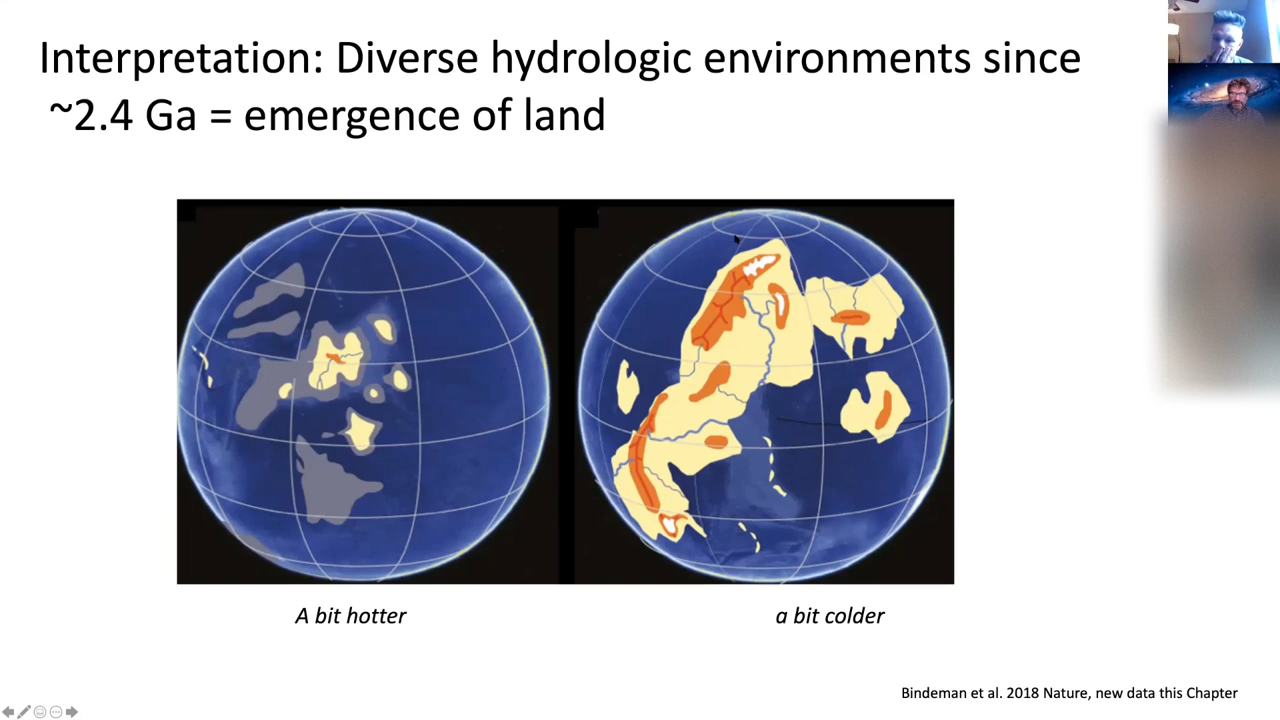 Interpretation: Diverse hydrologic environments since
~2.4 Ga = emergence of land
A bit hotter
a bit colder
Bindeman et al. 2018 Nature, new data this Chapter